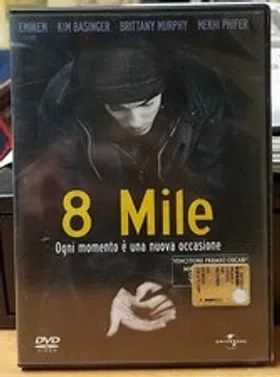 EMINEM KIM BASINGER BRITTANY MURPHY MEKHI PHIFER
8 Mile
Ogni momento è una nuova occasione
VINCITORE PREMIO OSCAR
DVD
VIDEO
UNIVERSAL